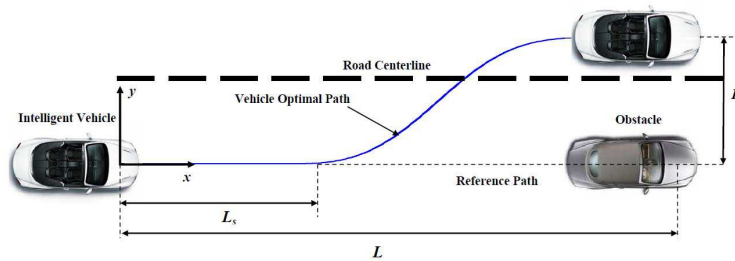 Road Centerline
y
Vehicle Optimal Path
Intelligent Vehicle
Obstacle
x
Reference Path
Ls
L